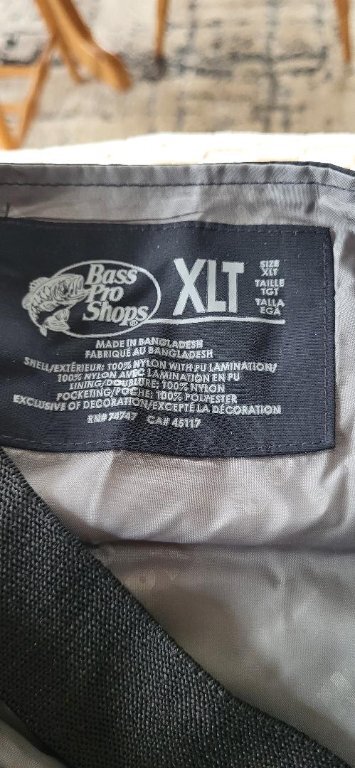 Bass
Pro
Shops
XLT
SIZE
XLT
TAILLE
TGT
TALLA
EGA
MADE IN BANGLADESH
FABRIQUÉ AU BANGLADESH
SHELL/EXTÉRIEUR: 100% NYLON WITH PU LAMINATION/
100% NYLON AVEC LAMINATION EN PU
LINING/DOUBLURE: 100% NYLON
POCKETING/POCHE: 100% POLYESTER
EXCLUSIVE OF DECORATION/EXCEPTÉ LA DÉCORATION
RN# 74747 CA# 45117